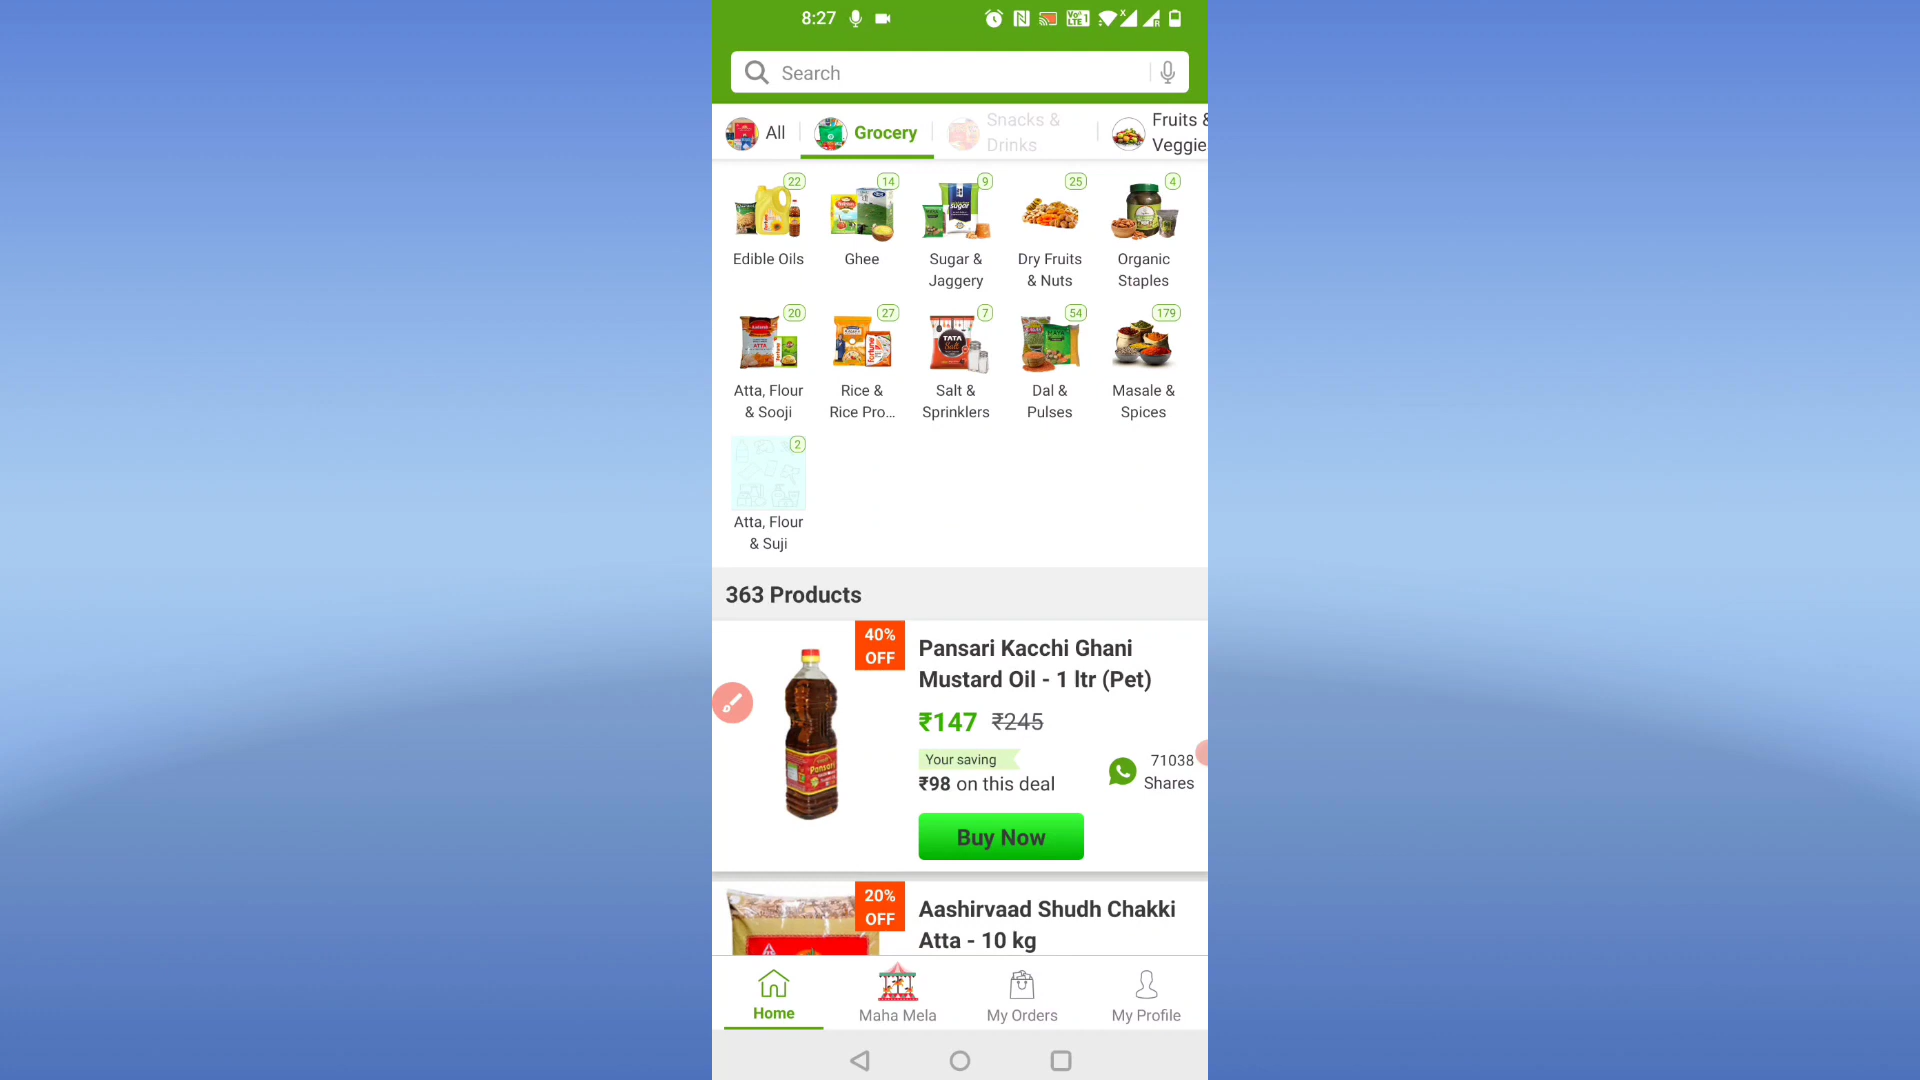 8:27
Search
All
Grocery
Snacks &
Drinks
Fruits &
Veggie
22
14
9
25
4
Edible Oils
Ghee
Sugar &
Jaggery
Dry Fruits
& Nuts
Organic
Staples
20
27
7
54
179
Atta, Flour
& Sooji
Rice &
Rice Pro...
Salt &
Sprinklers
Dal &
Pulses
Masale &
Spices
2
Atta, Flour
& Suji
363 Products
40%
OFF
Pansari Kacchi Ghani
Mustard Oil - 1 ltr (Pet)
₹147 ₹245
Your saving
₹98 on this deal
71038
Shares
Buy Now
20%
OFF
Aashirvaad Shudh Chakki
Atta - 10 kg
Home
Maha Mela
My Orders
My Profile